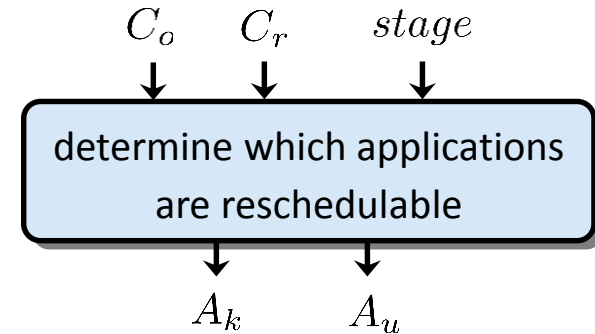 C_o C_r stage
determine which applications
are reschedulable
A_k A_u